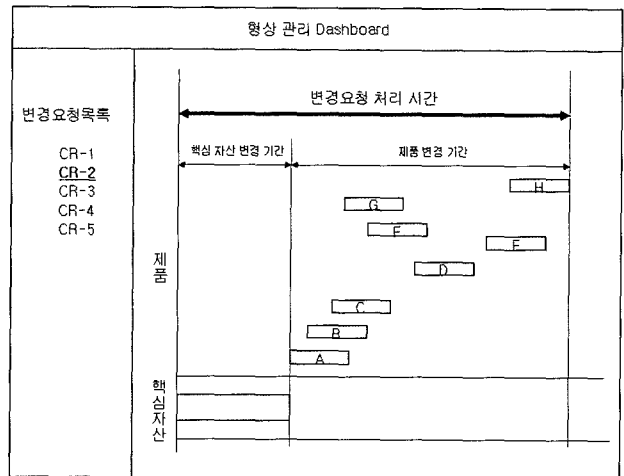 형상 관리 Dashboard
변경요청목록
CR-1
CR-2
CR-3
CR-4
CR-5
변경요청 처리 시간
핵심 자산 변경 기간
제품 변경 기간
H
G
F
E
D
C
B
A
제품
핵심자산